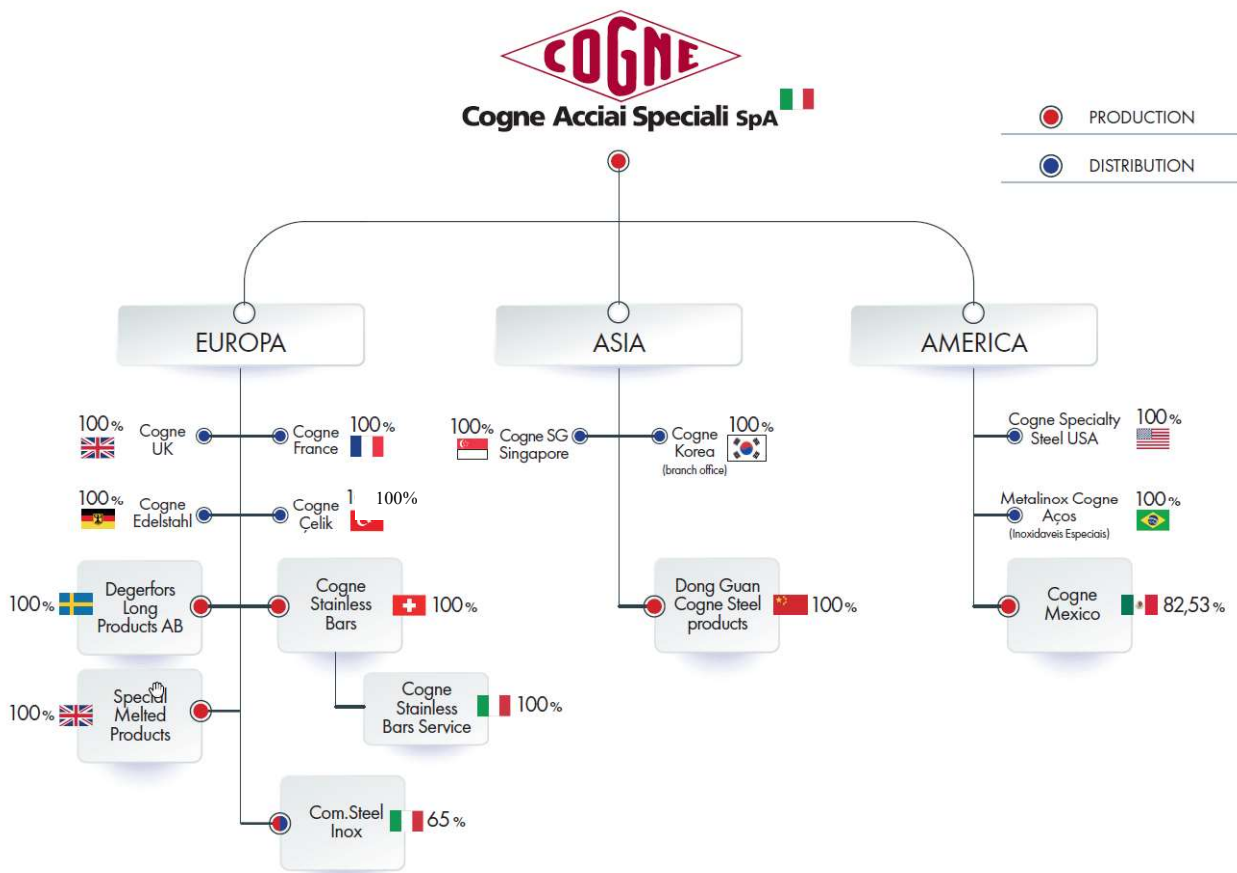 COGNE
Cogne Acciai Speciali SpA
PRODUCTION
DISTRIBUTION
EUROPA
ASIA
AMERICA
100%
Cogne
UK
Cogne
France
100%
100%
Cogne SG
Singapore
Cogne
Korea
(branch office)
100%
Cogne Specialty
Steel USA
100%
100%
Cogne
Edelstahl
Cogne
Çelik
100%
Metalinox Cogne
Aços
(Inoxidaveis Especiais)
100%
100%
Degerfors
Long
Products AB
Cogne
Stainless
Bars
100%
Dong Guan
Cogne Steel
products
100%
Cogne
Mexico
82,53%
100%
Special
Melted
Products
Cogne
Stainless
Bars Service
100%
Com.Steel
Inox
65%